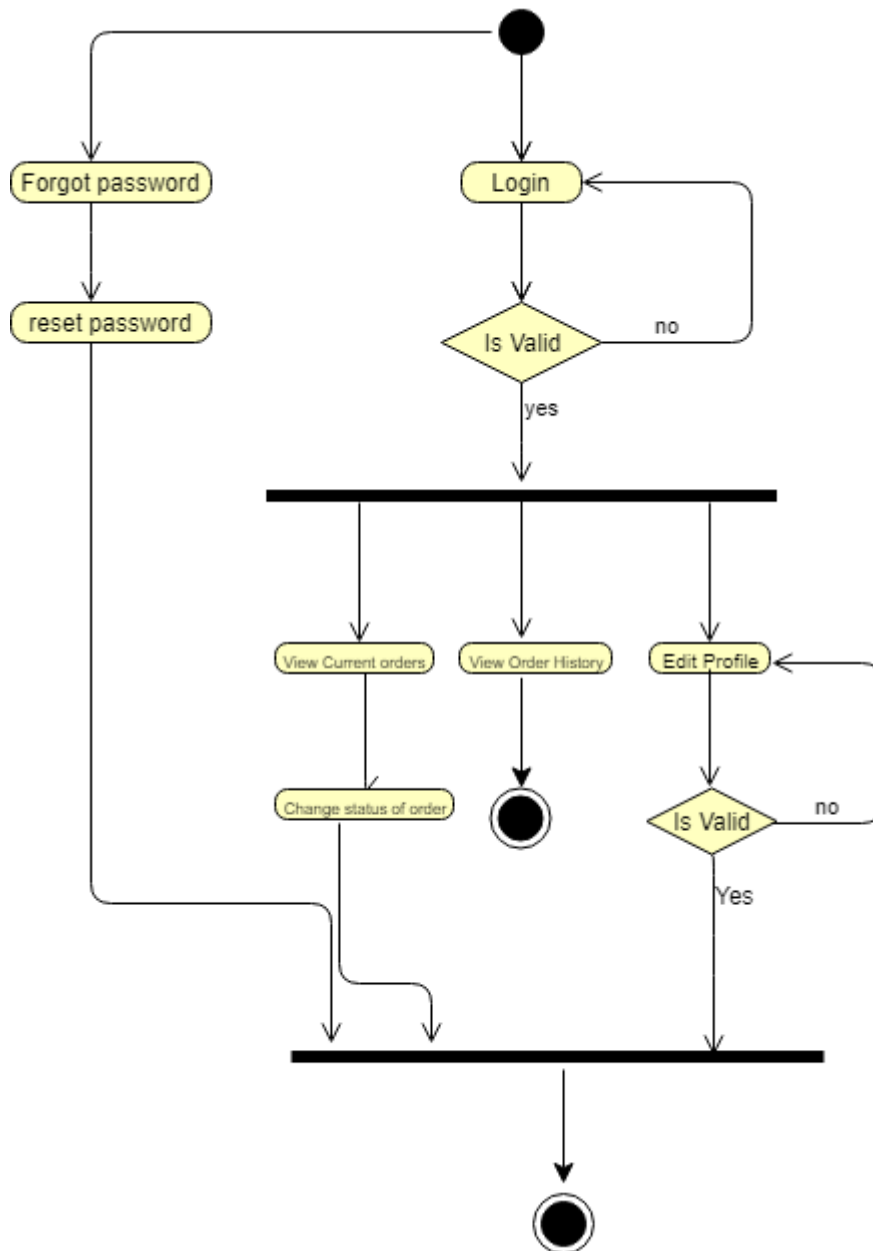 Forgot password
Login
reset password
Is Valid
no
yes
View Current orders
View Order History
Edit Profile
Change status of order
Is Valid
no
Yes